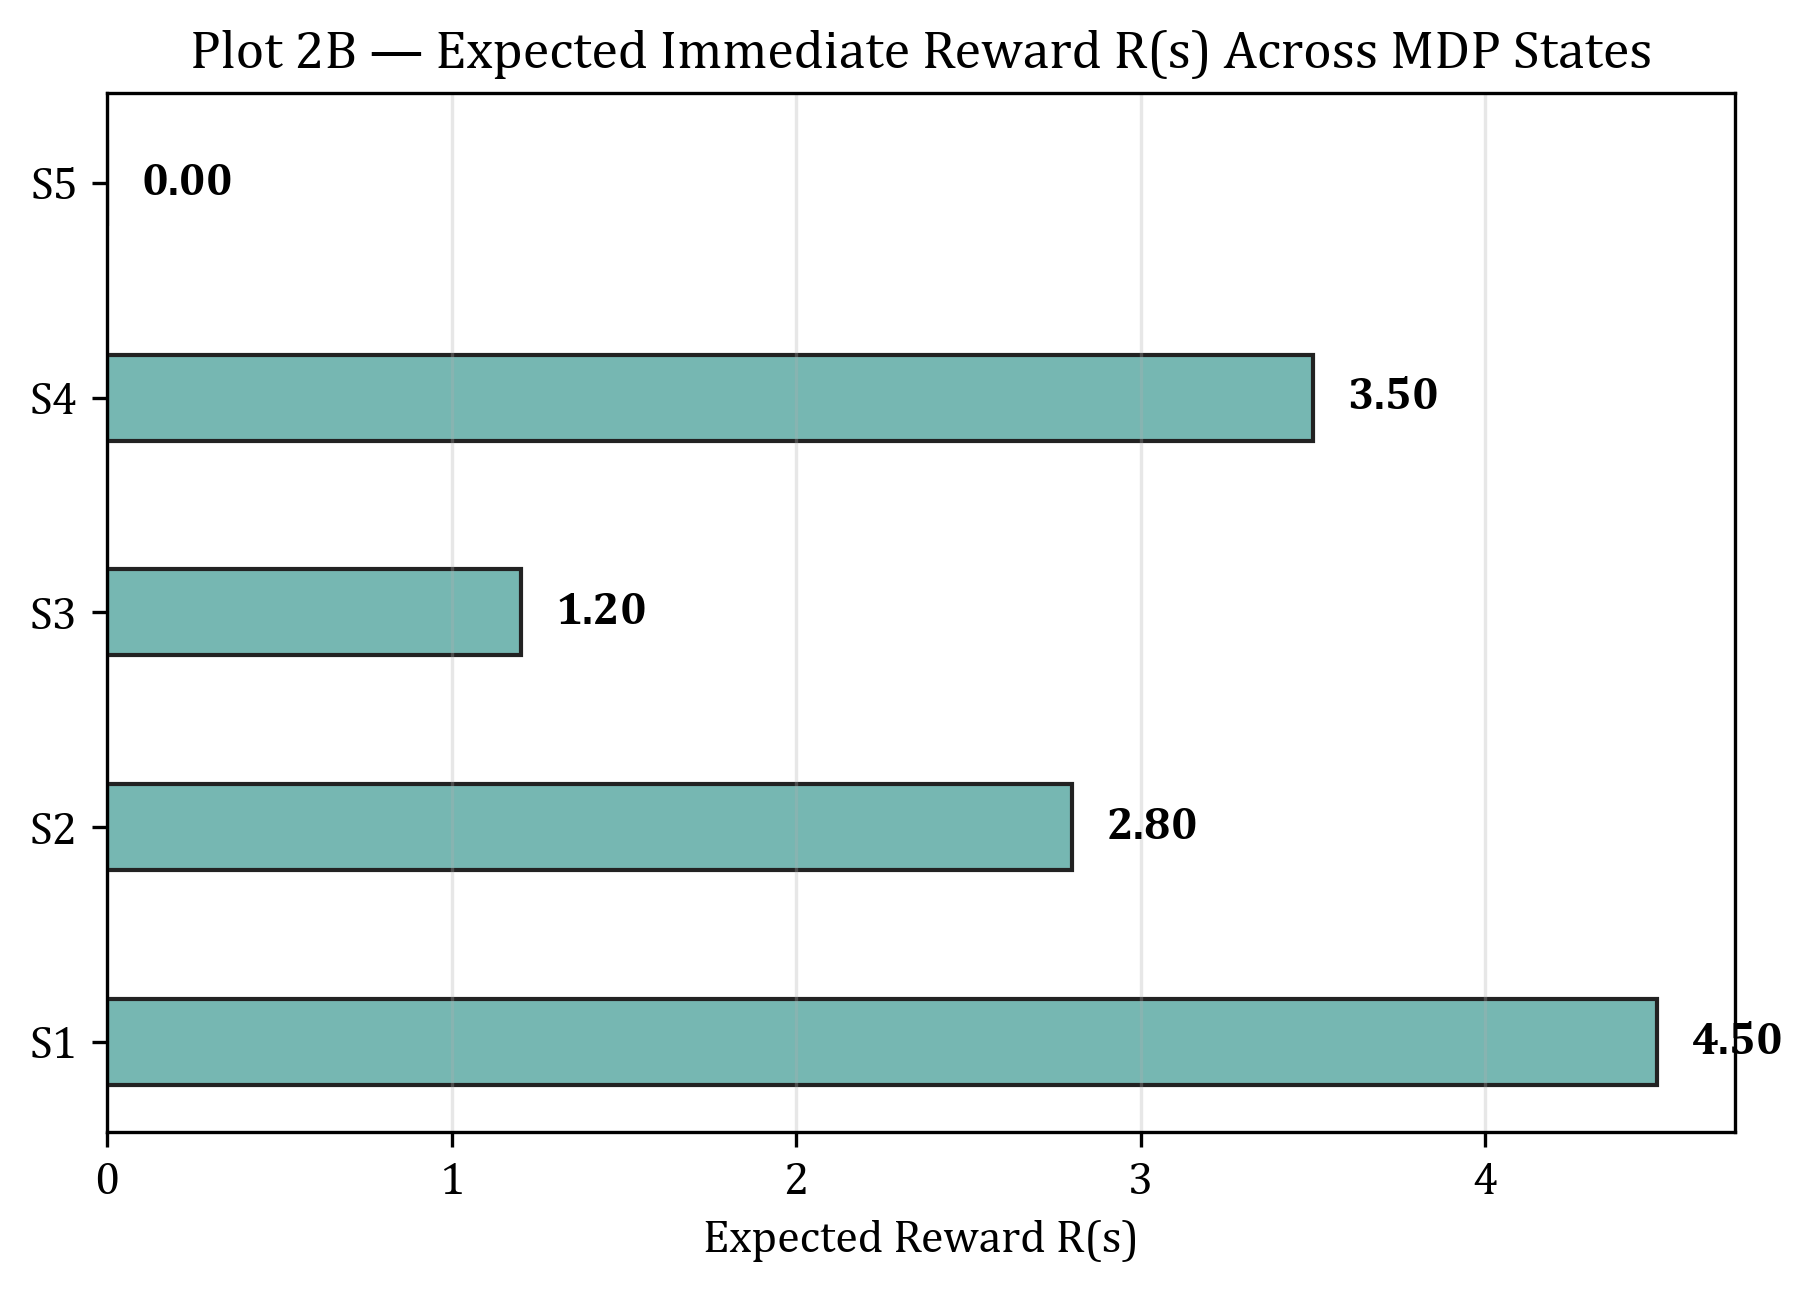 Plot 2B — Expected Immediate Reward R(s) Across MDP States
S5
0.00
S4
3.50
S3
1.20
S2
2.80
S1
4.50
0 1 2 3 4
Expected Reward R(s)